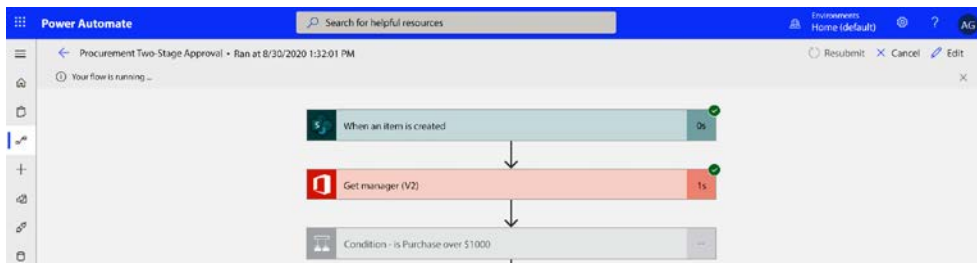 Power Automate
Search for helpful resources
Environments
Home (default)
?
AG
Procurement Two-Stage Approval • Ran at 8/30/2020 1:32:01 PM
Resubmit
Cancel
Edit
Your flow is running ...
When an item is created
0s
Get manager (V2)
1s
Condition - is Purchase over $1000